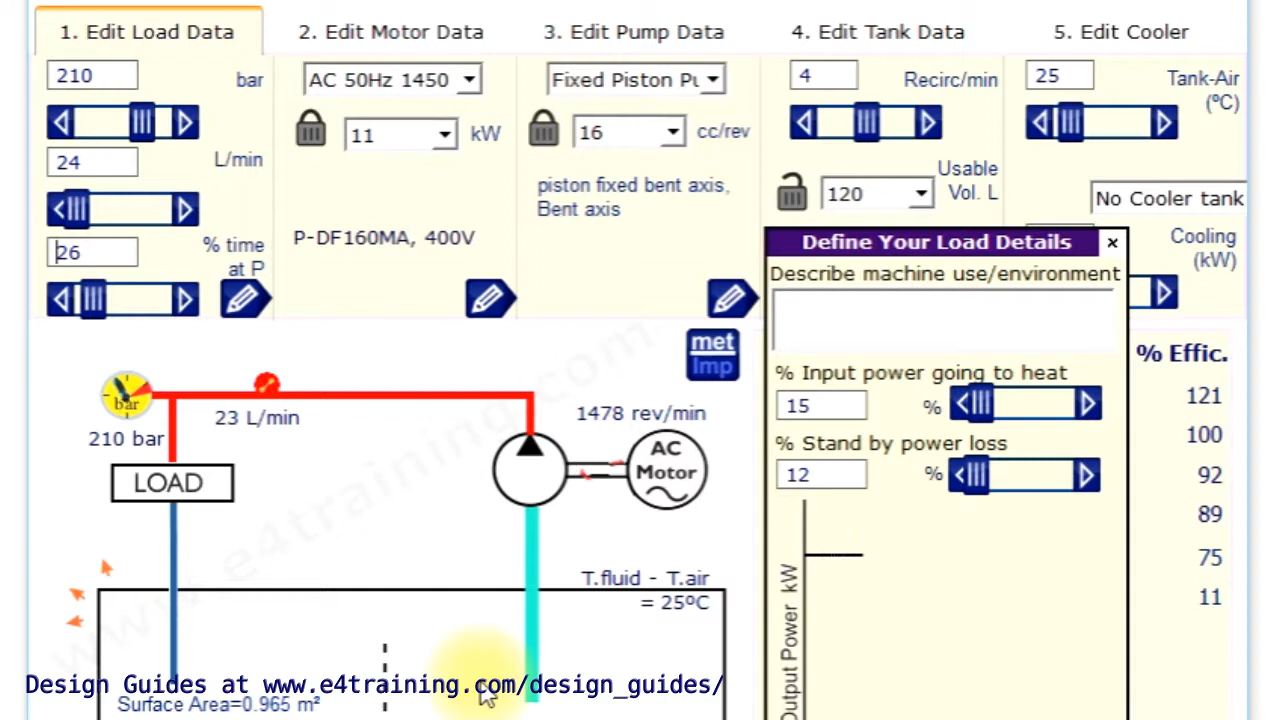 1. Edit Load Data
2. Edit Motor Data
3. Edit Pump Data
4. Edit Tank Data
5. Edit Cooler
210
bar
24
L/min
26
% time
at P
AC 50Hz 1450
11
kW
P-DF160MA, 400V
Fixed Piston Pu
16
cc/rev
piston fixed bent axis,
Bent axis
4
Recirc/min
Usable
Vol. L
120
25
Tank-Air
(ºC)
No Cooler tank
Cooling
(kW)
Define Your Load Details
×
Describe machine use/environment
% Input power going to heat
15
%
% Stand by power loss
12
%
Output Power kW
% Effic.
121
100
92
89
75
11
met
Imp
bar
210 bar
23 L/min
1478 rev/min
AC
Motor
LOAD
T.fluid - T.air
= 25ºC
www.e4training.com
Design Guides at www.e4training.com/design_guides/
Surface Area=0.965 m²